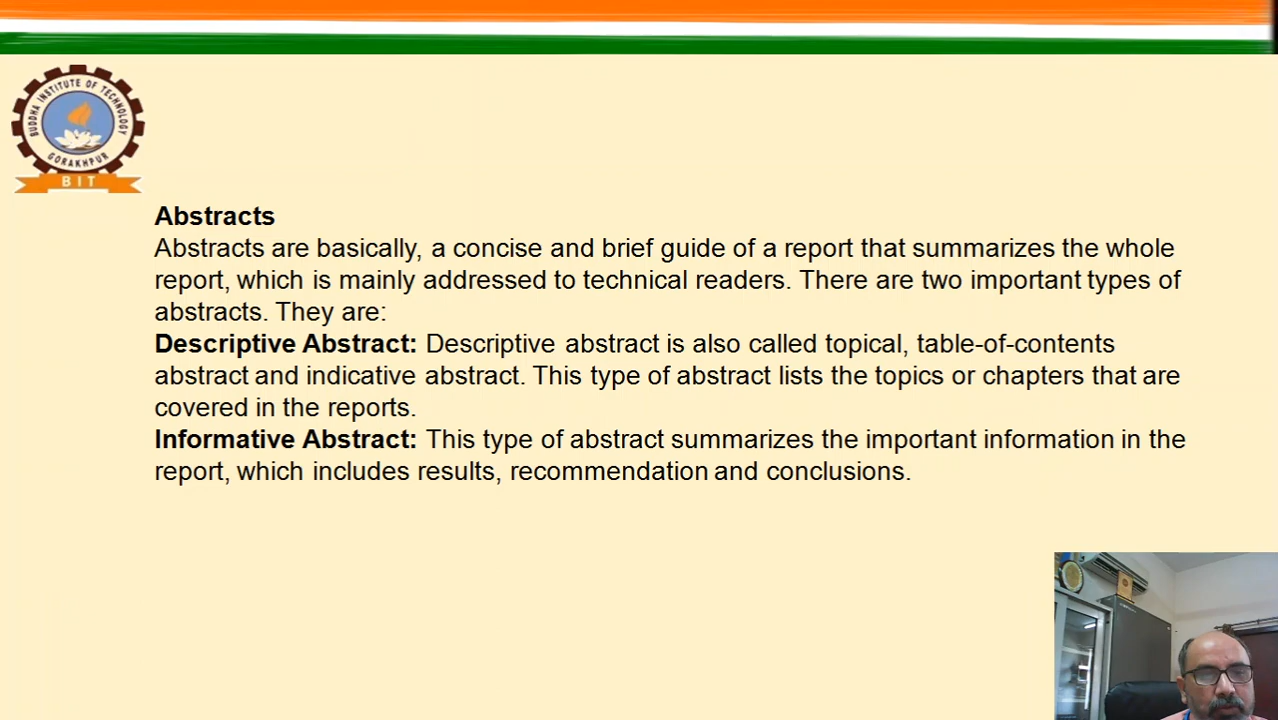 BUDDHA INSTITUTE OF TECHNOLOGY
GORAKHPUR
BIT
Abstracts
Abstracts are basically, a concise and brief guide of a report that summarizes the whole
report, which is mainly addressed to technical readers. There are two important types of
abstracts. They are:
Descriptive Abstract: Descriptive abstract is also called topical, table-of-contents
abstract and indicative abstract. This type of abstract lists the topics or chapters that are
covered in the reports.
Informative Abstract: This type of abstract summarizes the important information in the
report, which includes results, recommendation and conclusions.